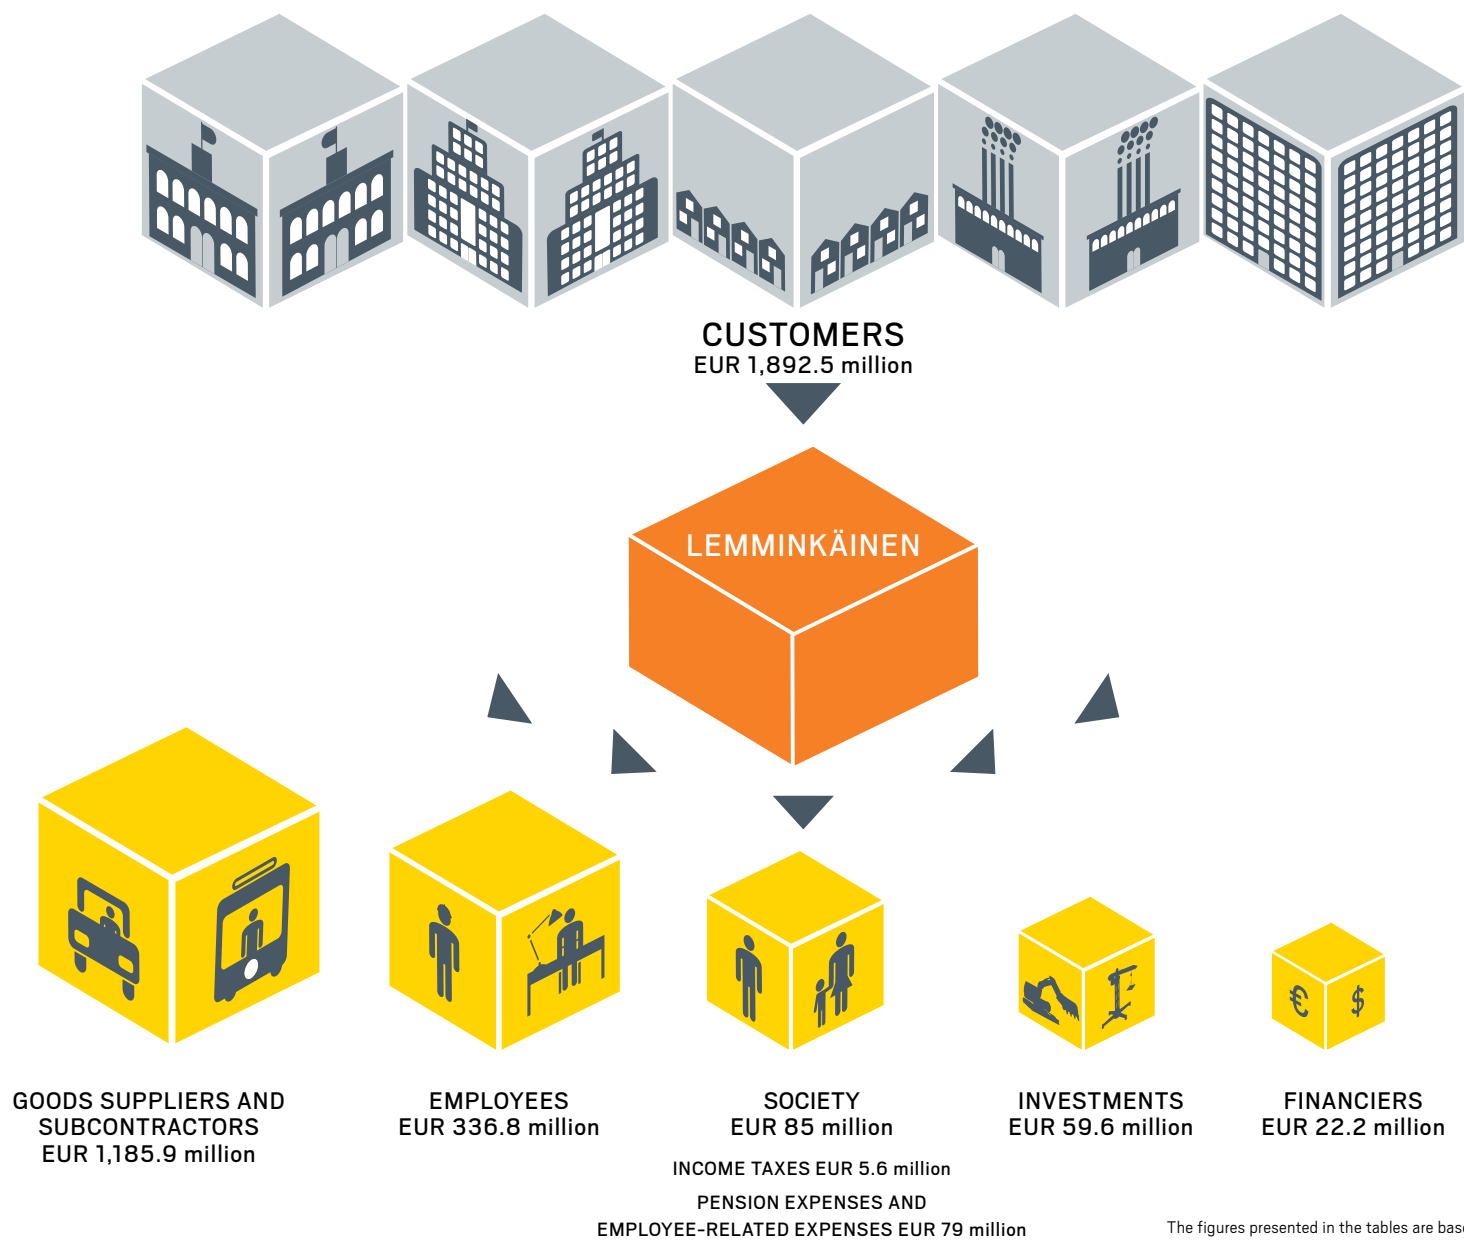 CUSTOMERS
EUR 1,892.5 million
LEMMINKÄINEN
GOODS SUPPLIERS AND
SUBCONTRACTORS
EUR 1,185.9 million
EMPLOYEES
EUR 336.8 million
SOCIETY
EUR 85 million
INCOME TAXES EUR 5.6 million
PENSION EXPENSES AND
EMPLOYEE-RELATED EXPENSES EUR 79 million
INVESTMENTS
EUR 59.6 million
FINANCIERS
EUR 22.2 million
€
$
The figures presented in the tables are